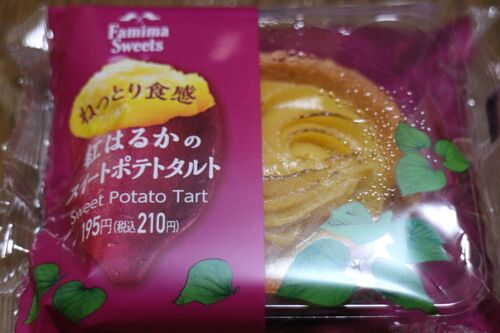 Famima
Sweets
ねっとり食感
紅はるかの
スイートポテトタルト
Sweet Potato Tart
195円(税込210円)